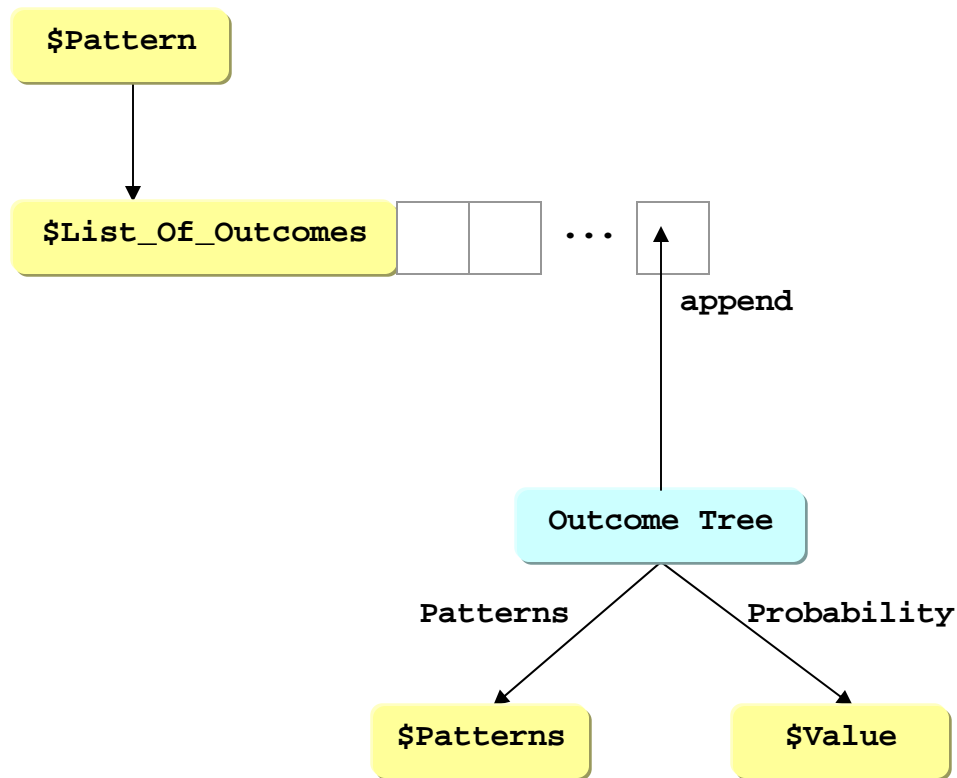 $Pattern
$List_Of_Outcomes
...
append
Outcome Tree
Patterns
Probability
$Patterns
$Value